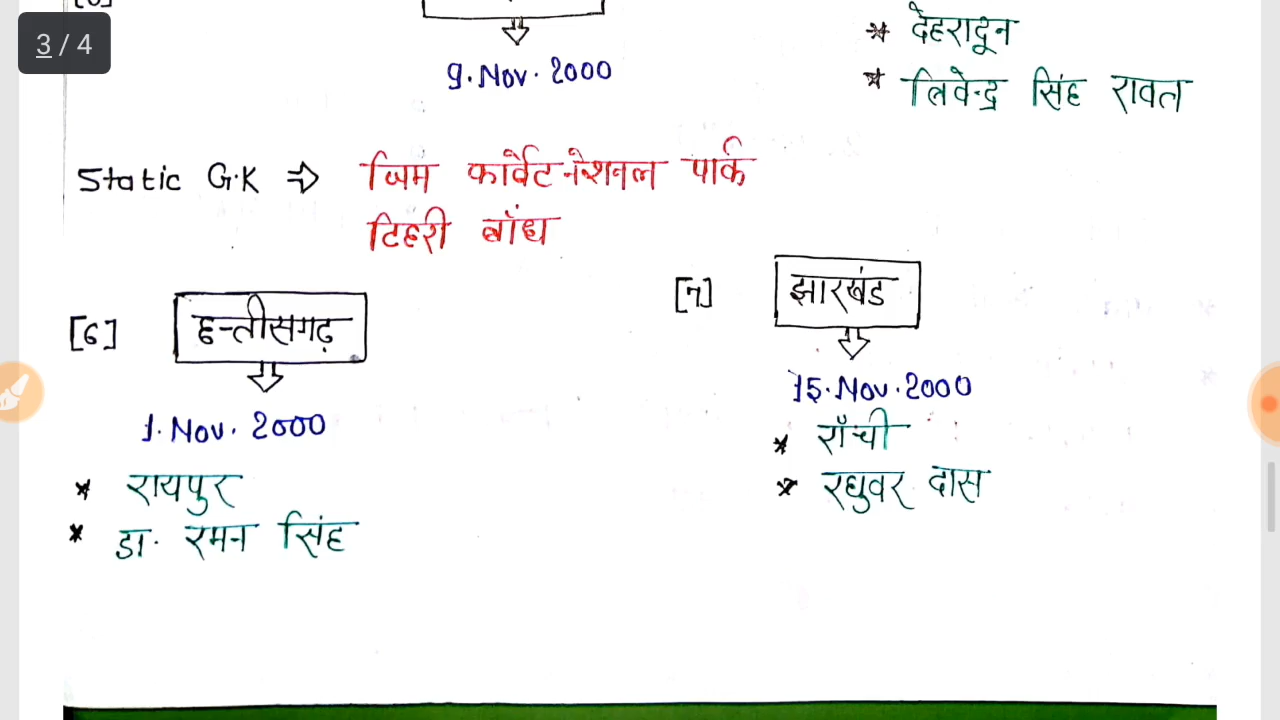 3 / 4
9. Nov. 2000
* देहरादून
* त्रिवेन्द्र सिंह रावत
Static G.K ⇒ जिम कार्वेट नेशनल पार्क
टिहरी बाँध
[6] छत्तीसगढ़
1. Nov. 2000
* रायपुर
* डा. रमन सिंह
[7] झारखंड
15. Nov. 2000
* राँची
* रघुवर दास